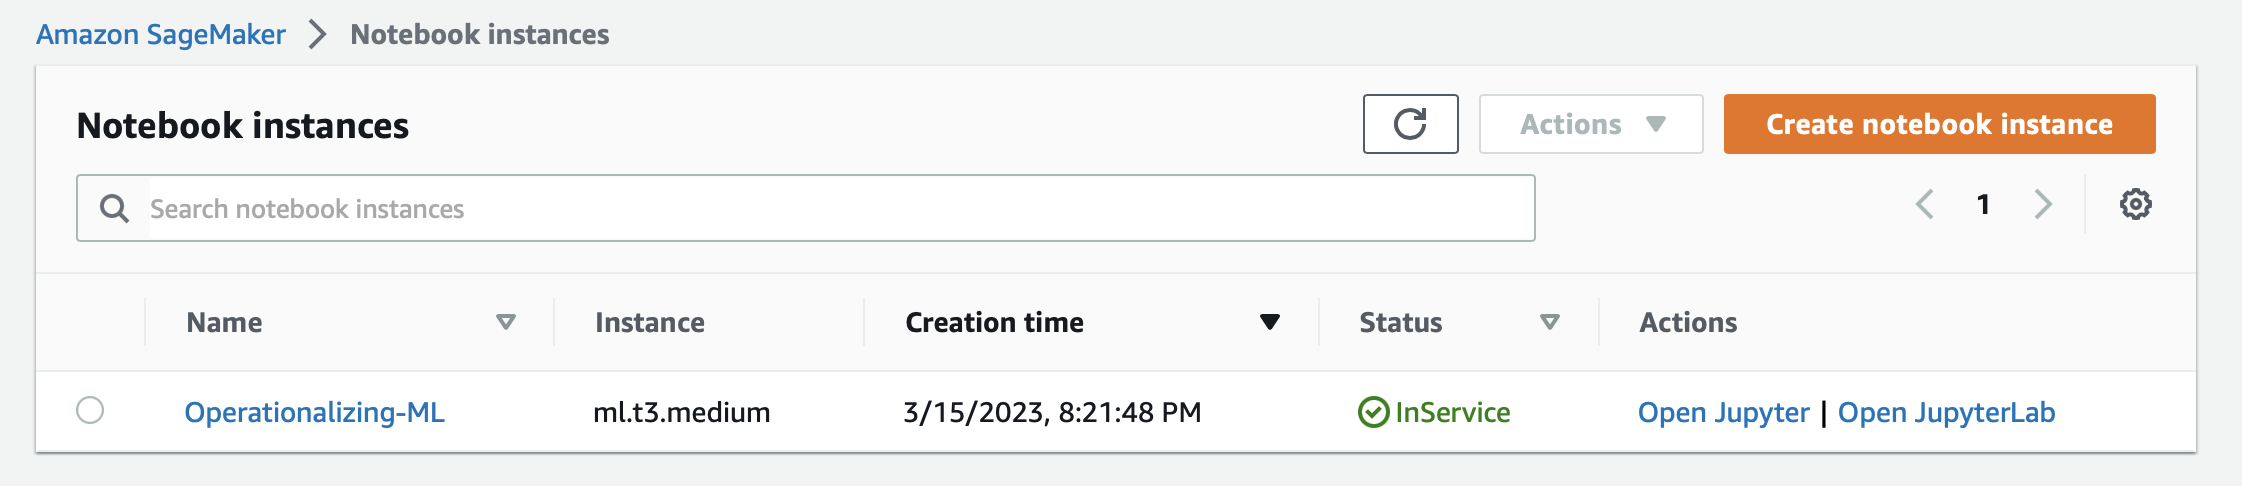 Amazon SageMaker > Notebook instances
Notebook instances
Actions
Create notebook instance
Search notebook instances
1
Name Instance Creation time Status Actions
Operationalizing-ML ml.t3.medium 3/15/2023, 8:21:48 PM InService Open Jupyter | Open JupyterLab